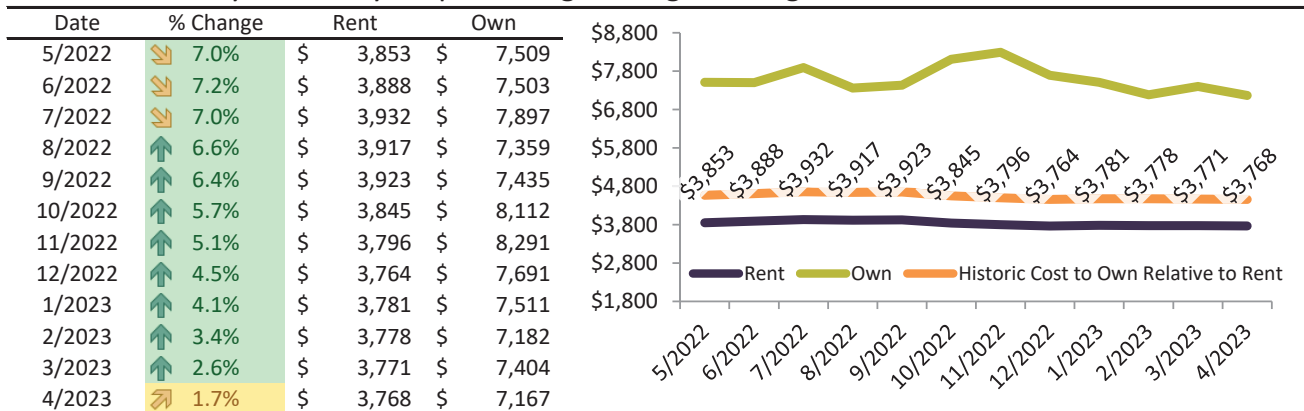 Date % Change Rent Own
5/2022 7.0% $ 3,853 $ 7,509
6/2022 7.2% $ 3,888 $ 7,503
7/2022 7.0% $ 3,932 $ 7,897
8/2022 6.6% $ 3,917 $ 7,359
9/2022 6.4% $ 3,923 $ 7,435
10/2022 5.7% $ 3,845 $ 8,112
11/2022 5.1% $ 3,796 $ 8,291
12/2022 4.5% $ 3,764 $ 7,691
1/2023 4.1% $ 3,781 $ 7,511
2/2023 3.4% $ 3,778 $ 7,182
3/2023 2.6% $ 3,771 $ 7,404
4/2023 1.7% $ 3,768 $ 7,167
$8,800
$7,800
$6,800
$5,800
$4,800
$3,800
$2,800
$1,800
$3,853 $3,888 $3,932 $3,917 $3,923 $3,845 $3,796 $3,764 $3,781 $3,778 $3,771 $3,768
Rent Own Historic Cost to Own Relative to Rent
5/2022 6/2022 7/2022 8/2022 9/2022 10/2022 11/2022 12/2022 1/2023 2/2023 3/2023 4/2023